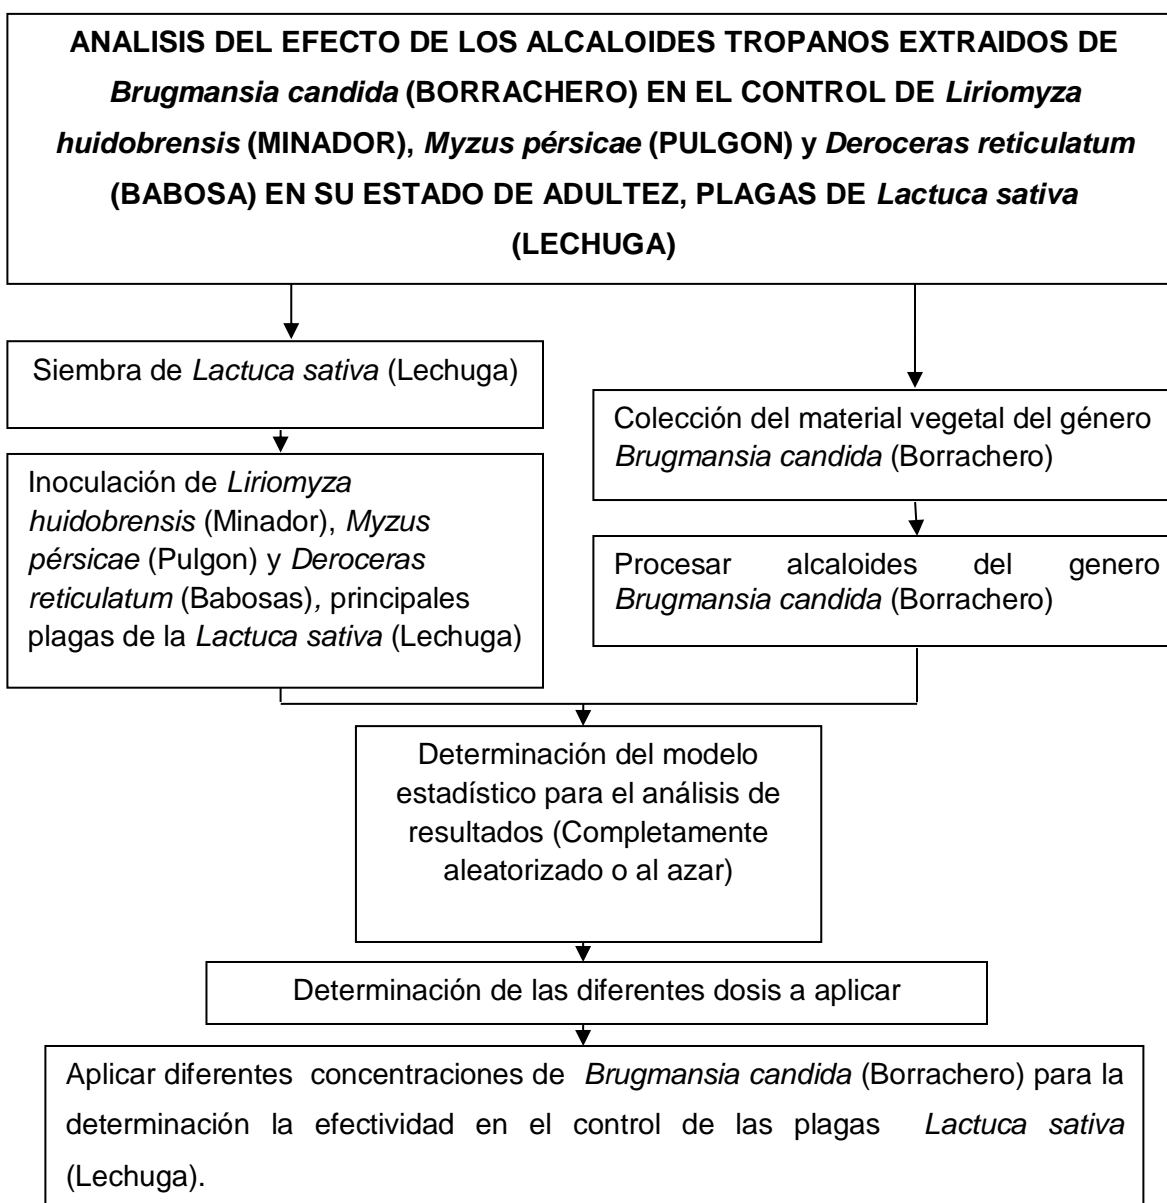 ANALISIS DEL EFECTO DE LOS ALCALOIDES TROPANOS EXTRAIDOS DE
Brugmansia candida (BORRACHERO) EN EL CONTROL DE Liriomyza
huidobrensis (MINADOR), Myzus pérsicae (PULGON) y Deroceras reticulatum
(BABOSA) EN SU ESTADO DE ADULTEZ, PLAGAS DE Lactuca sativa
(LECHUGA)
Siembra de Lactuca sativa (Lechuga)
Inoculación de Liriomyza
huidobrensis (Minador), Myzus
pérsicae (Pulgon) y Deroceras
reticulatum (Babosas), principales
plagas de la Lactuca sativa (Lechuga)
Colección del material vegetal del género
Brugmansia candida (Borrachero)
Procesar alcaloides del genero
Brugmansia candida (Borrachero)
Determinación del modelo
estadístico para el análisis de
resultados (Completamente
aleatorizado o al azar)
Determinación de las diferentes dosis a aplicar
Aplicar diferentes concentraciones de Brugmansia candida (Borrachero) para la
determinación la efectividad en el control de las plagas Lactuca sativa
(Lechuga).